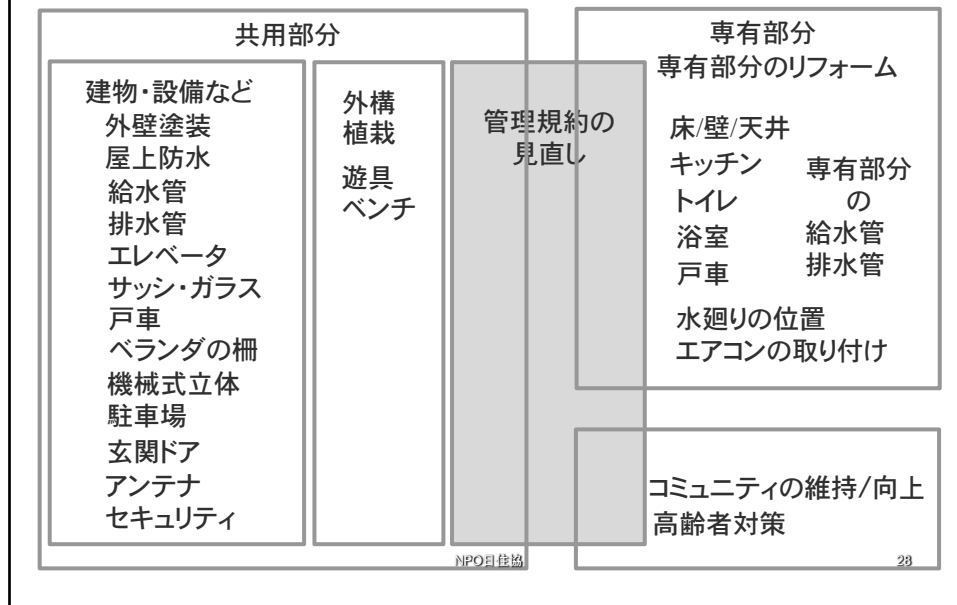 共用部分
建物・設備など
外壁塗装
屋上防水
給水管
排水管
エレベータ
サッシ・ガラス
戸車
ベランダの柵
機械式立体
駐車場
玄関ドア
アンテナ
セキュリティ
外構
植栽
遊具
ベンチ
管理規約の
見直し
専有部分
専有部分のリフォーム
床/壁/天井
キッチン
トイレ
浴室
戸車
専有部分
の
給水管
排水管
水廻りの位置
エアコンの取り付け
コミュニティの維持/向上
高齢者対策
NPO日住協
28